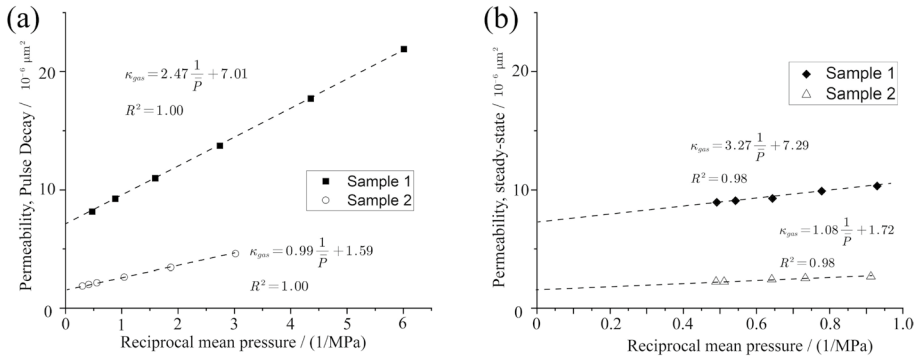 (a)
Permeability, Pulse Decay / 10⁻⁶ μm²
20
10
0
κgas=2.47 1/P̄ +7.01
R²=1.00
Sample 1
Sample 2
κgas=0.99 1/P̄ +1.59
R²=1.00
0 1 2 3 4 5 6
Reciprocal mean pressure / (1/MPa)
(b)
Permeability, steady-state / 10⁻⁶ μm²
20
10
0
Sample 1
Sample 2
κgas=3.27 1/P̄ +7.29
R²=0.98
κgas=1.08 1/P̄ +1.72
R²=0.98
0 0.2 0.4 0.6 0.8 1.0
Reciprocal mean pressure / (1/MPa)